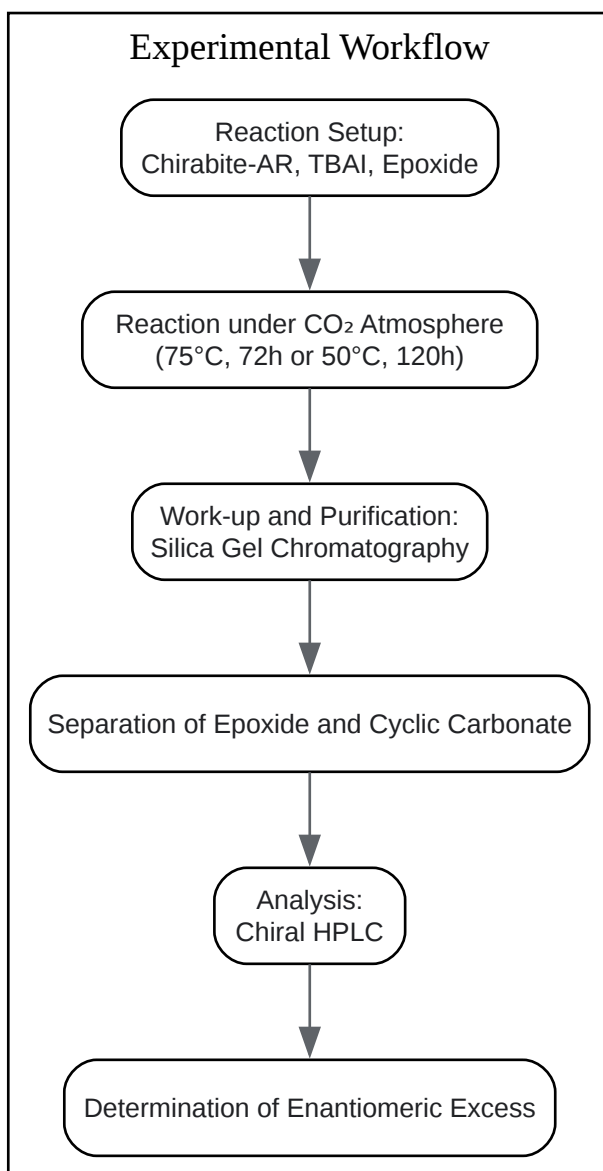 Experimental Workflow
Reaction Setup:
Chirabite-AR, TBAI, Epoxide
Reaction under CO₂ Atmosphere
(75°C, 72h or 50°C, 120h)
Work-up and Purification:
Silica Gel Chromatography
Separation of Epoxide and Cyclic Carbonate
Analysis:
Chiral HPLC
Determination of Enantiomeric Excess